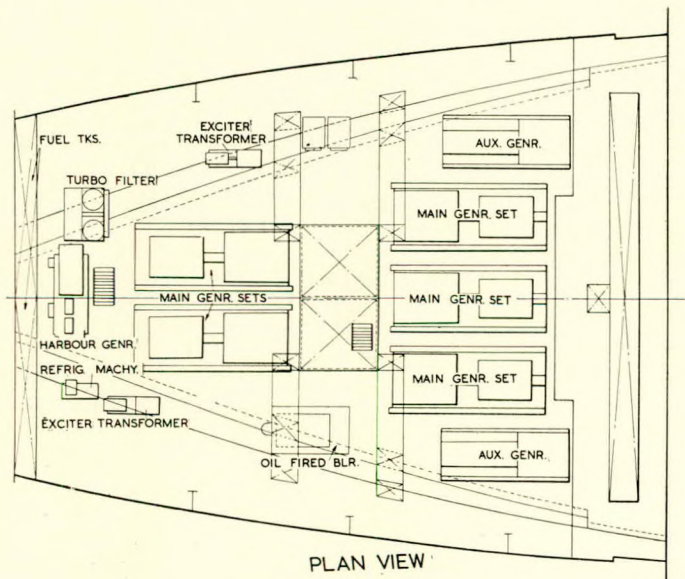 FUEL TKS.
EXCITER
TRANSFORMER
AUX. GENR.
TURBO FILTER
MAIN GENR. SET
MAIN GENR. SETS
MAIN GENR. SET
HARBOUR GENR.
REFRIG. MACHY.
MAIN GENR. SET
EXCITER TRANSFORMER
OIL FIRED BLR.
AUX. GENR.
PLAN VIEW